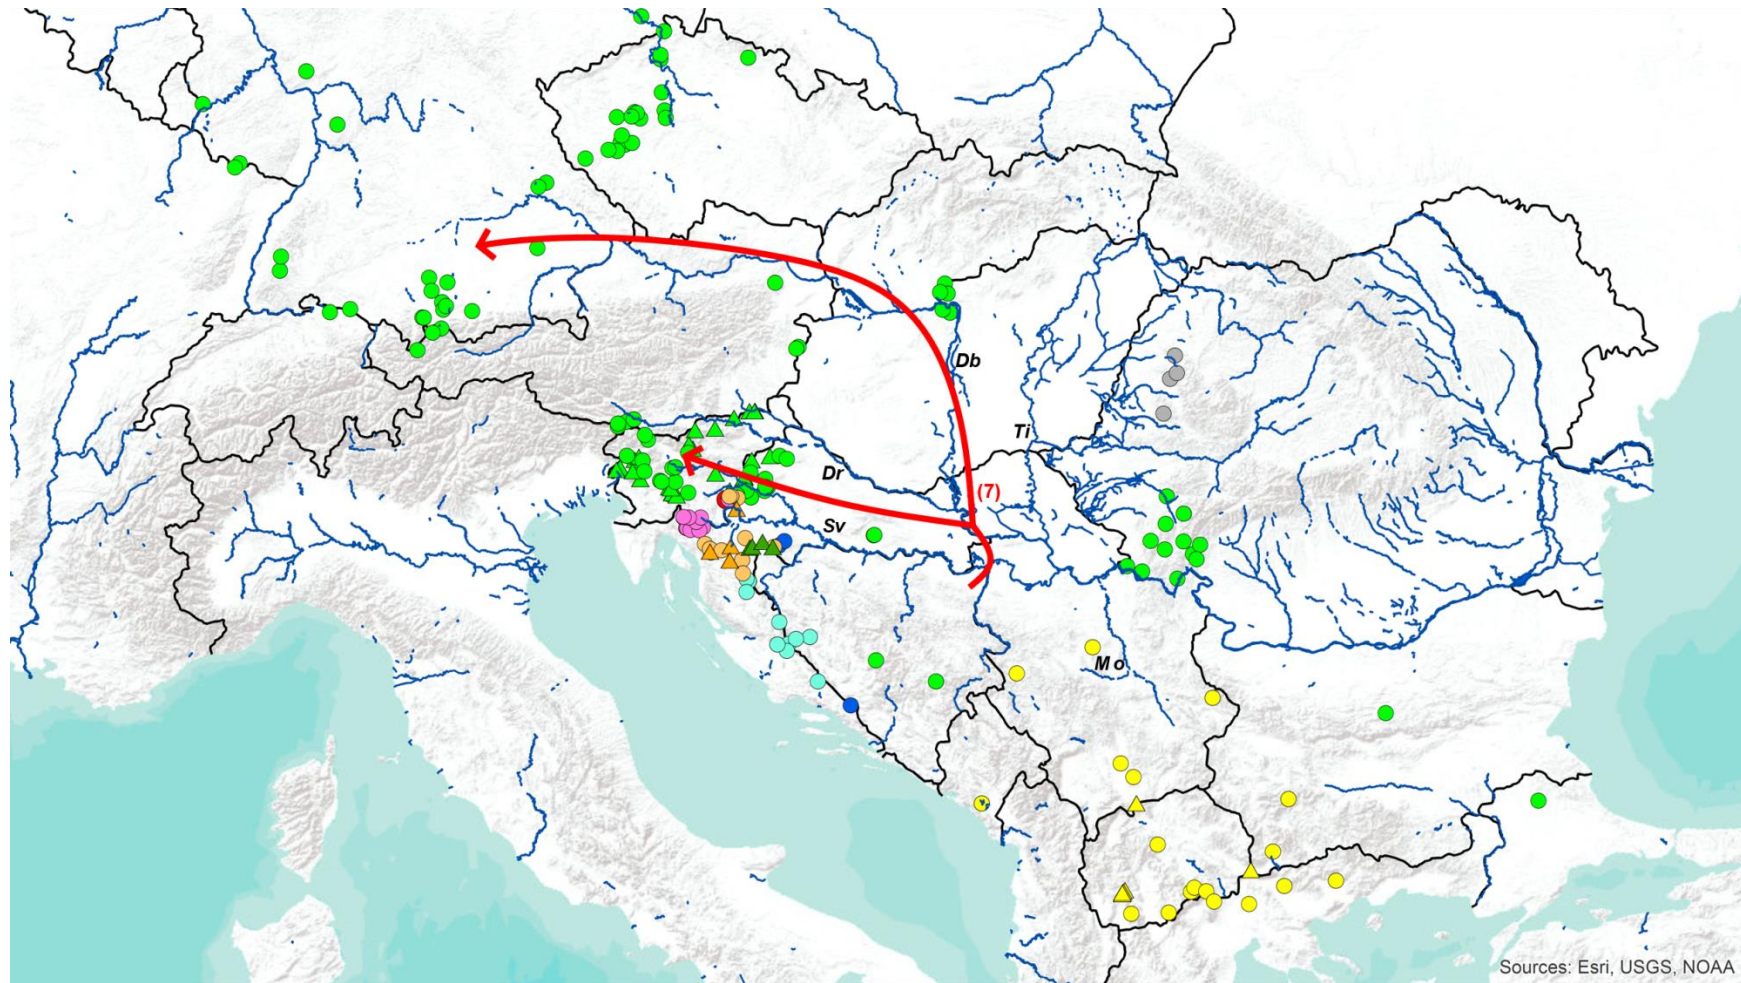 Db
Ti
Dr
(7)
Sv
Mo
Sources: Esri, USGS, NOAA